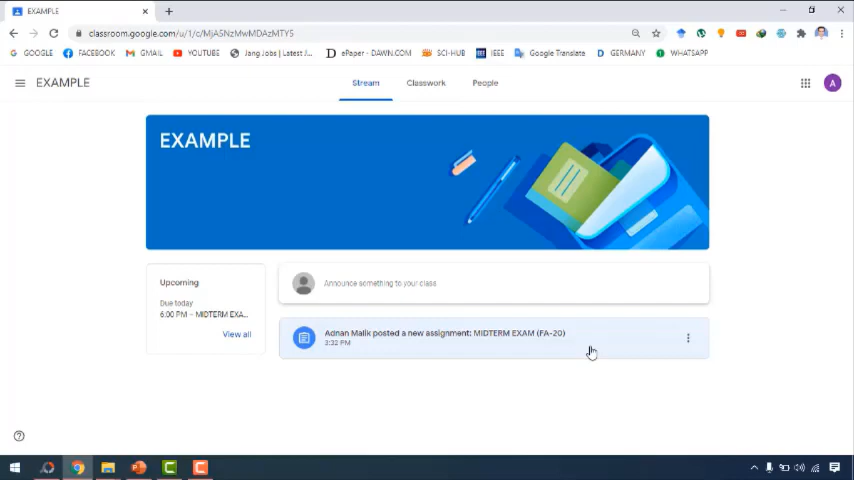 EXAMPLE
classroom.google.com/u/1/c/MjA5NzMwMDAzMTY5
GOOGLE FACEBOOK GMAIL YOUTUBE Jang Jobs | Latest J... ePaper - DAWN.COM SCI-HUB IEEE Google Translate GERMANY WHATSAPP
EXAMPLE Stream Classwork People A
EXAMPLE
Upcoming
Due today
6:00 PM – MIDTERM EXA...
View all
Announce something to your class
Adnan Malik posted a new assignment: MIDTERM EXAM (FA-20)
3:32 PM